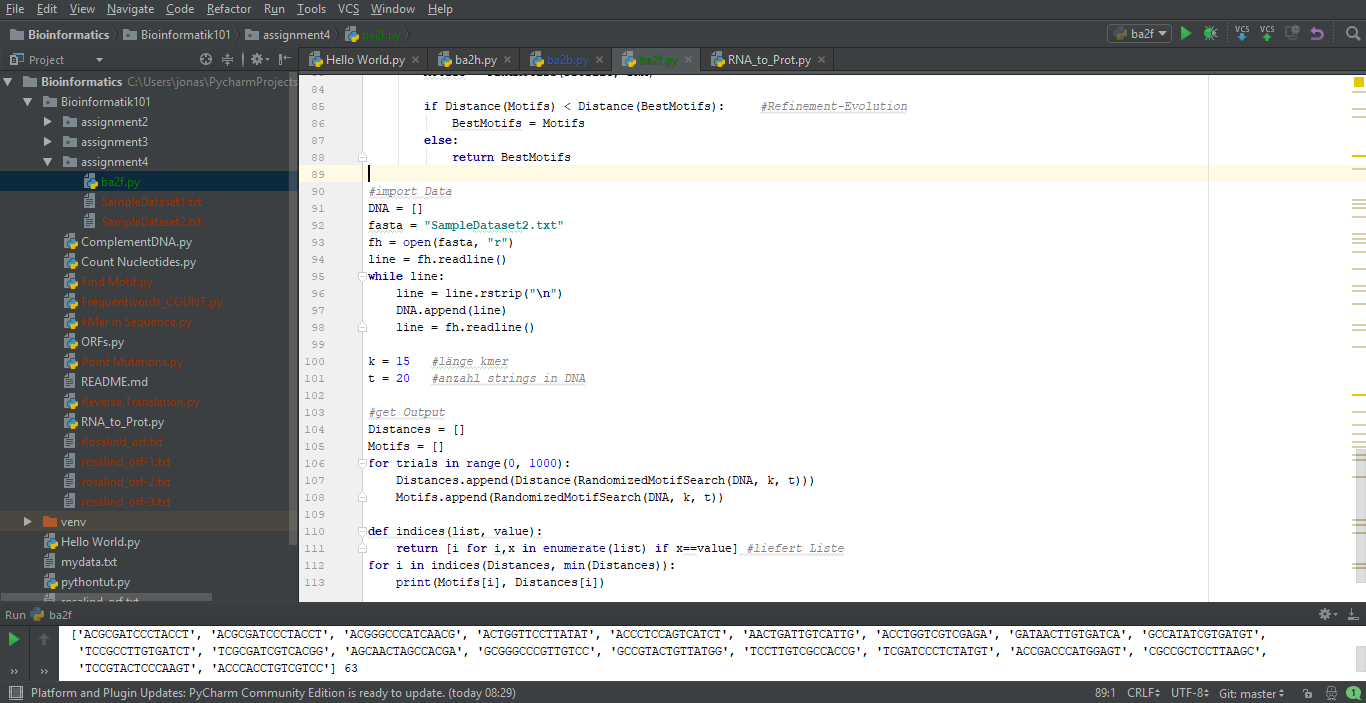 File Edit View Navigate Code Refactor Run Tools VCS Window Help
Bioinformatics Bioinformatik101 assignment4 ba2f.py ba2f VCS VCS
Project Hello World.py ba2h.py ba2b.py ba2f.py RNA_to_Prot.py
Bioinformatics C:\Users\jonas\PycharmProjects
Bioinformatik101
assignment2
assignment3
assignment4
ba2f.py
SampleDataset1.txt
SampleDataset2.txt
ComplementDNA.py
Count Nucleotides.py
Find Motif.py
Frequentwords_COUNT.py
kMer in Sequence.py
ORFs.py
Point Mutations.py
README.md
Reverse Translation.py
RNA_to_Prot.py
Rosalind_orf.txt
rosalind_orf-1.txt
rosalind_orf-2.txt
rosalind_orf-3.txt
venv
Hello World.py
mydata.txt
pythontut.py
rosalind_orf.txt
84
85 if Distance(Motifs) < Distance(BestMotifs): #Refinement-Evolution
86 BestMotifs = Motifs
87 else:
88 return BestMotifs
89
90 #import Data
91 DNA = []
92 fasta = "SampleDataset2.txt"
93 fh = open(fasta, "r")
94 line = fh.readline()
95 while line:
96 line = line.rstrip("\n")
97 DNA.append(line)
98 line = fh.readline()
99
100 k = 15 #länge kmer
101 t = 20 #anzahl strings in DNA
102
103 #get Output
104 Distances = []
105 Motifs = []
106 for trials in range(0, 1000):
107 Distances.append(Distance(RandomizedMotifSearch(DNA, k, t)))
108 Motifs.append(RandomizedMotifSearch(DNA, k, t))
109
110 def indices(list, value):
111 return [i for i,x in enumerate(list) if x==value] #liefert Liste
112 for i in indices(Distances, min(Distances)):
113 print(Motifs[i], Distances[i])
Run ba2f
['ACGCGATCCCTACCT', 'ACGCGATCCCTACCT', 'ACGGGCCCATCAACG', 'ACTGGTTCCTTATAT', 'ACCCTCCAGTCATCT', 'AACTGATTGTCATTG', 'ACCTGGTCGTCGAGA', 'GATAACTTGTGATCA', 'GCCATATCGTGATGT',
'TCCGCCTTGTGATCT', 'TCGCGATCGTCACGG', 'AGCAACTAGCCACGA', 'GCGGGCCCGTTGTCC', 'GCCGTACTGTTATGG', 'TCCTTGTCGCCACCG', 'TCGATCCCTCTATGT', 'ACCGACCCATGGAGT', 'CGCCGCTCCTTAAGC',
'TCCGTACTCCCAAGT', 'ACCCACCTGTCGTCC'] 63
Platform and Plugin Updates: PyCharm Community Edition is ready to update. (today 08:29) 89:1 CRLF UTF-8 Git: master 1